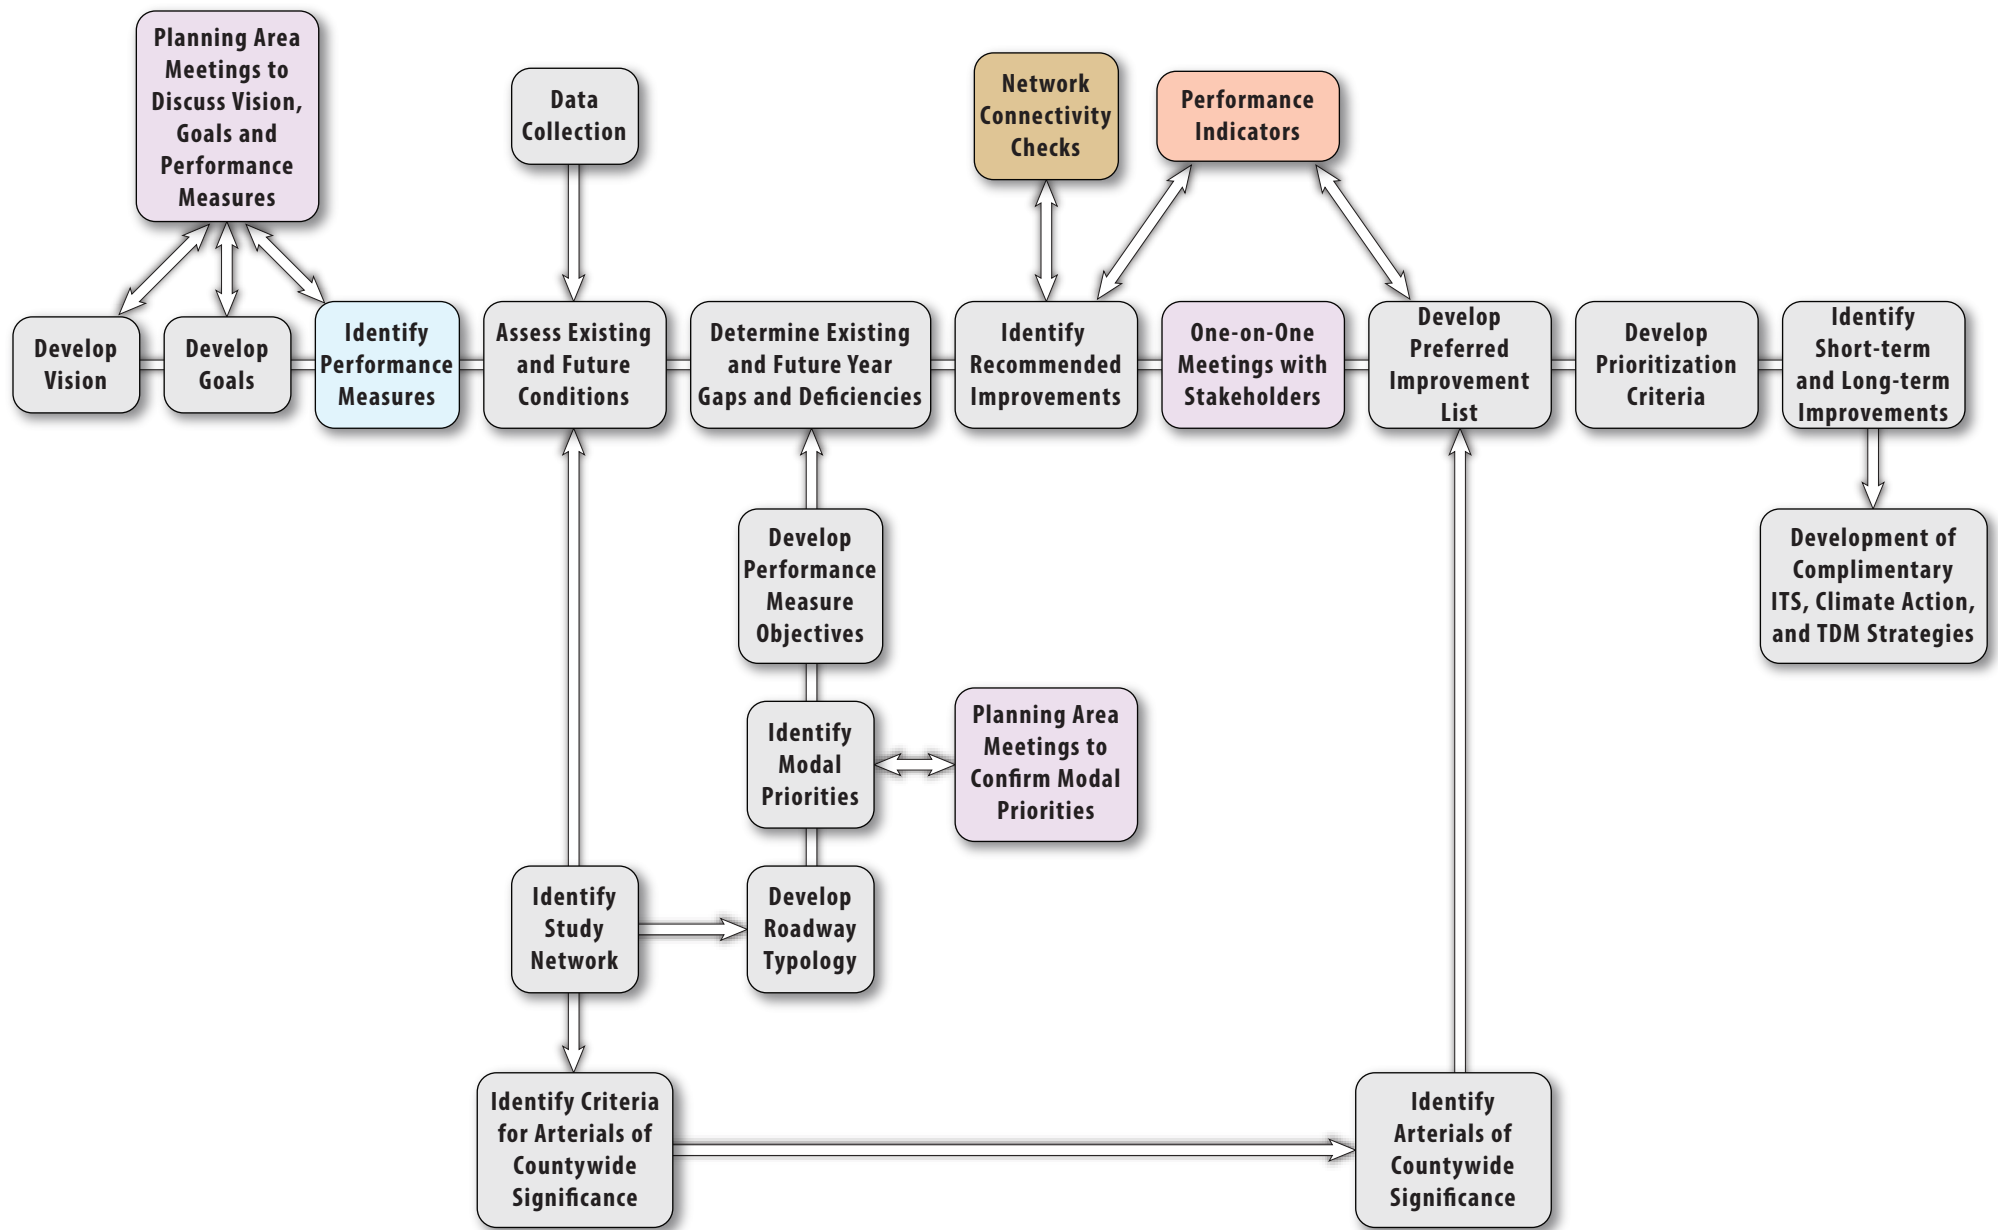 Planning Area
Meetings to
Discuss Vision,
Goals and
Performance
Measures
Data
Collection
Network
Connectivity
Checks
Performance
Indicators
Develop
Vision
Develop
Goals
Identify
Performance
Measures
Assess Existing
and Future
Conditions
Determine Existing
and Future Year
Gaps and Deficiencies
Identify
Recommended
Improvements
One-on-One
Meetings with
Stakeholders
Develop
Preferred
Improvement
List
Develop
Prioritization
Criteria
Identify
Short-term
and Long-term
Improvements
Develop
Performance
Measure
Objectives
Development of
Complimentary
ITS, Climate Action,
and TDM Strategies
Identify
Modal
Priorities
Planning Area
Meetings to
Confirm Modal
Priorities
Identify
Study
Network
Develop
Roadway
Typology
Identify Criteria
for Arterials of
Countywide
Significance
Identify
Arterials of
Countywide
Significance